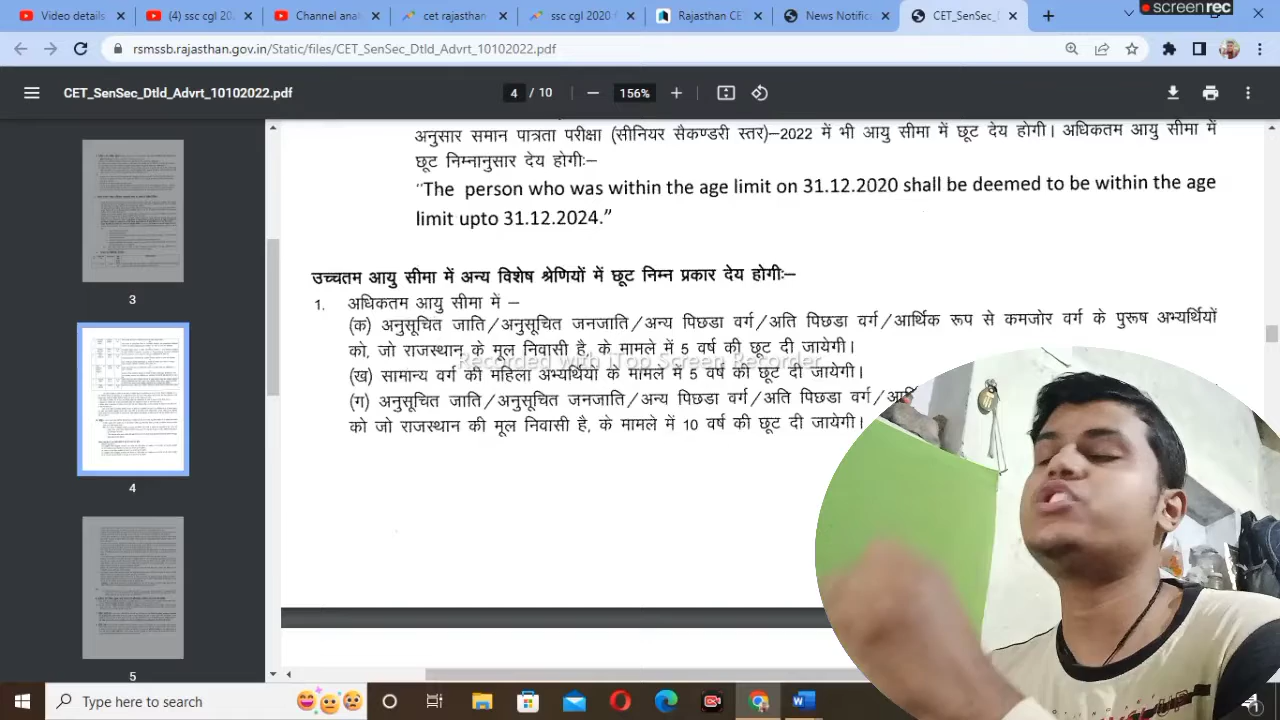 Video Details
(4) ssc cgl 20
Channel anal
ssc cgl 2020
Rajasthan CE
News Notific
CET_SenSec_D
SCREEN REC
rsmssb.rajasthan.gov.in/Static/files/CET_SenSec_Dtld_Advrt_10102022.pdf
CET_SenSec_Dtld_Advrt_10102022.pdf
4 / 10
156%
अनुसार समान पात्रता परीक्षा (सीनियर सैकण्डरी स्तर)–2022 में भी आयु सीमा में छूट देय होगी। अधिकतम आयु सीमा में
छूट निम्नानुसार देय होगीः–
“The person who was within the age limit on 31.12.2020 shall be deemed to be within the age
limit upto 31.12.2024.”
उच्चतम आयु सीमा में अन्य विशेष श्रेणियों में छूट निम्न प्रकार देय होगीः–
1. अधिकतम आयु सीमा में –
(क) अनुसूचित जाति/अनुसूचित जनजाति/अन्य पिछडा वर्ग/अति पिछडा वर्ग/आर्थिक रूप से कमजोर वर्ग के पुरूष अभ्यर्थियों
को, जो राजस्थान के मूल निवासी है, के मामले में 5 वर्ष की छूट दी जायेगी।
(ख) सामान्य वर्ग की महिला अभ्यर्थियों के मामले में 5 वर्ष की छूट दी जायेगी।
(ग) अनुसूचित जाति/अनुसूचित जनजाति/अन्य पिछडा वर्ग/अति पिछडा वर्ग/
को जो राजस्थान की मूल निवासी है, के मामले में 10 वर्ष की छूट दी जायेगी।
3
4
5
Type here to search